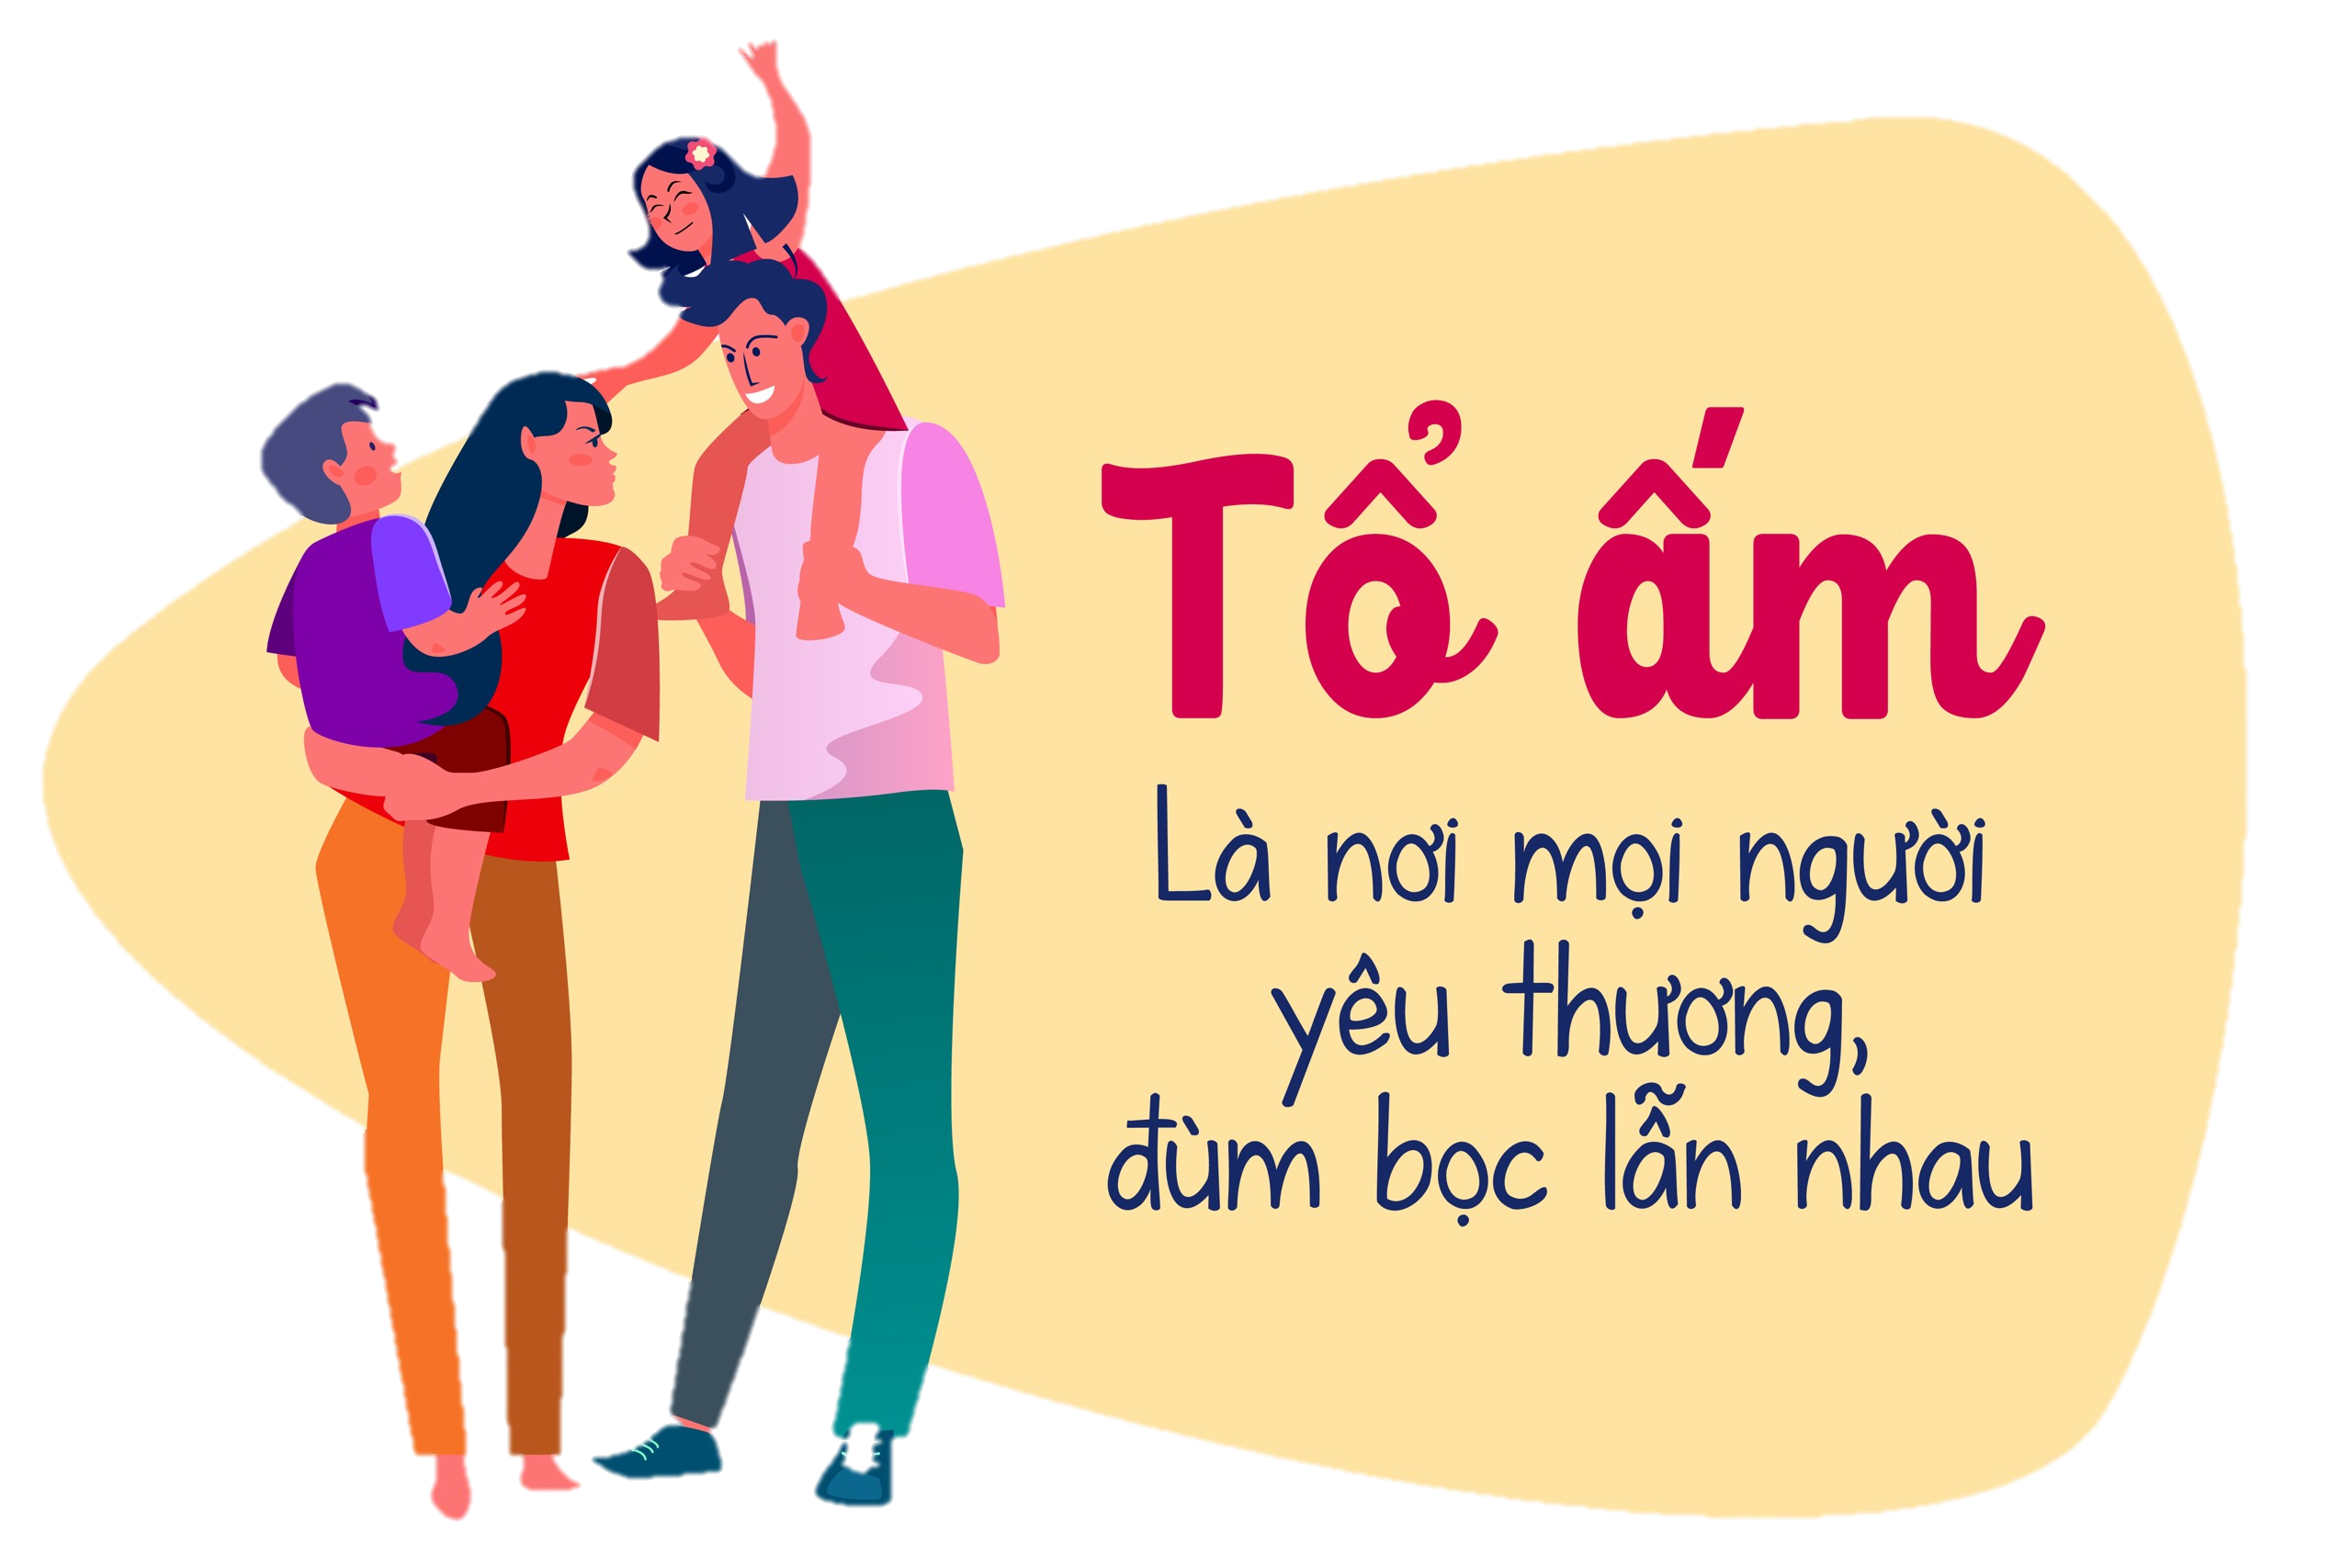 Tổ ấm
Là nơi mọi người
yêu thương,
đùm bọc lẫn nhau